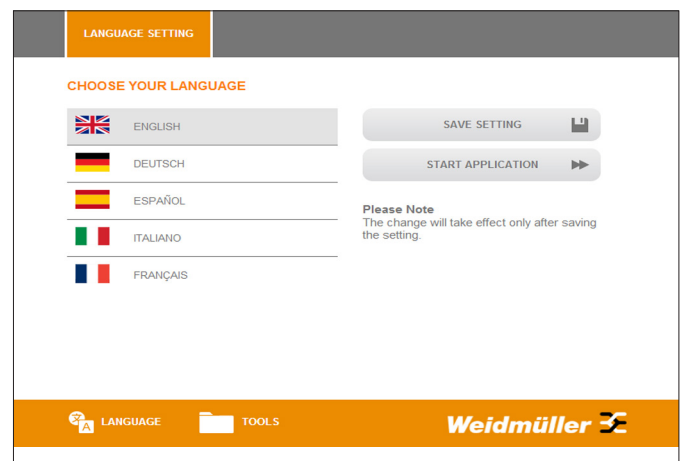 LANGUAGE SETTING
CHOOSE YOUR LANGUAGE
ENGLISH
DEUTSCH
ESPAÑOL
ITALIANO
FRANÇAIS
SAVE SETTING
START APPLICATION
Please Note
The change will take effect only after saving
the setting.
A
LANGUAGE
TOOLS
Weidmüller